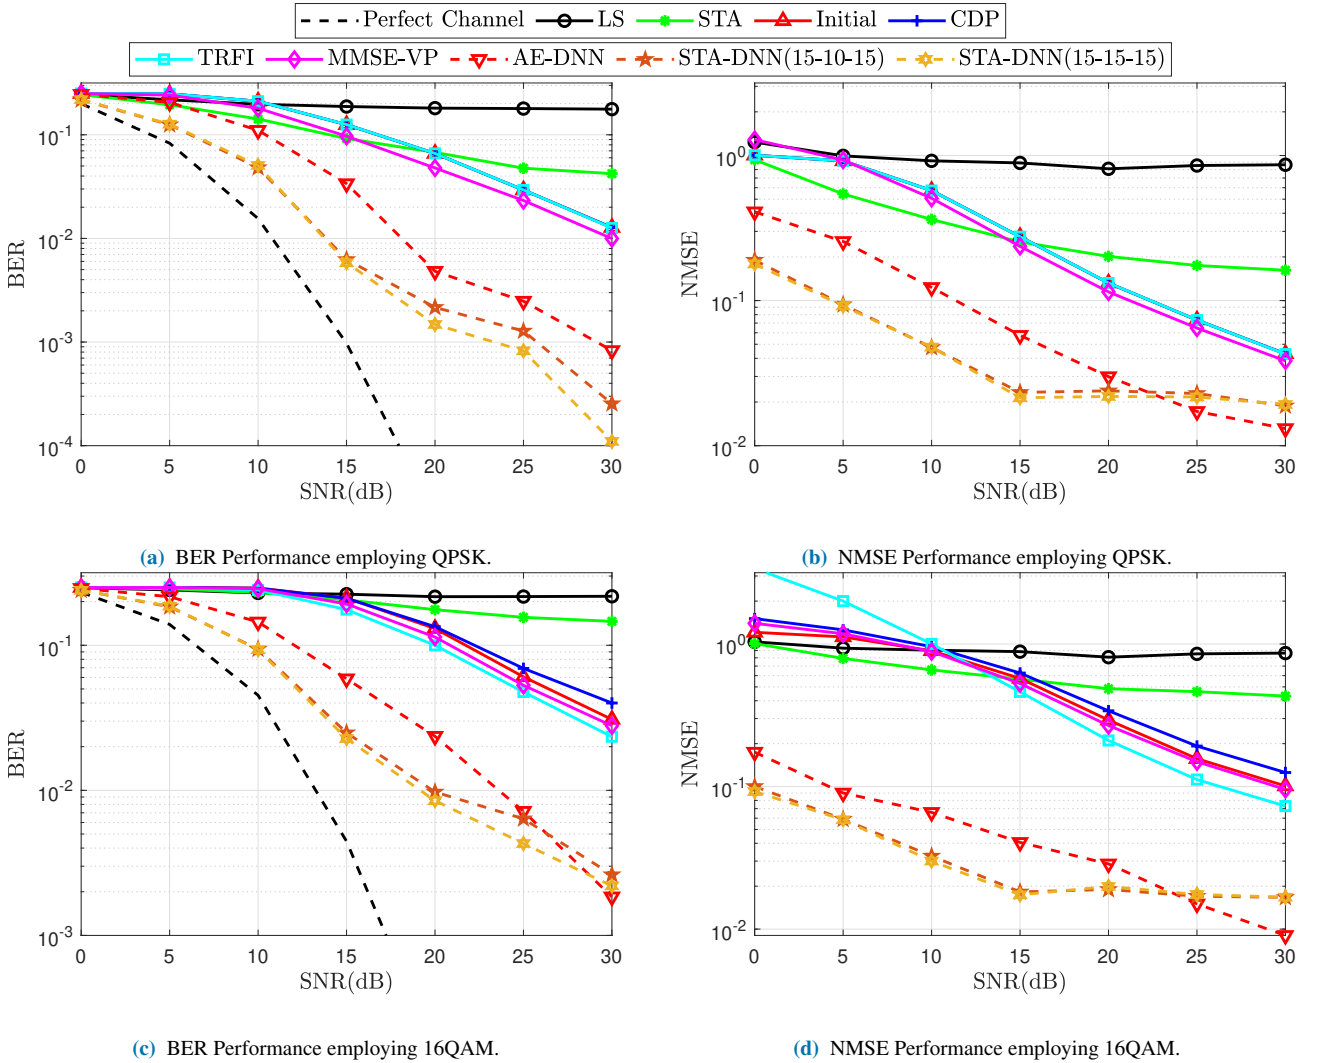 Perfect Channel LS STA Initial CDP
TRFI MMSE-VP AE-DNN STA-DNN(15-10-15) STA-DNN(15-15-15)
10^-1
10^-2
10^-3
10^-4
BER
0 5 10 15 20 25 30
SNR(dB)
(a) BER Performance employing QPSK.
10^0
10^-1
10^-2
NMSE
0 5 10 15 20 25 30
SNR(dB)
(b) NMSE Performance employing QPSK.
10^-1
10^-2
10^-3
BER
0 5 10 15 20 25 30
SNR(dB)
(c) BER Performance employing 16QAM.
10^0
10^-1
10^-2
NMSE
0 5 10 15 20 25 30
SNR(dB)
(d) NMSE Performance employing 16QAM.